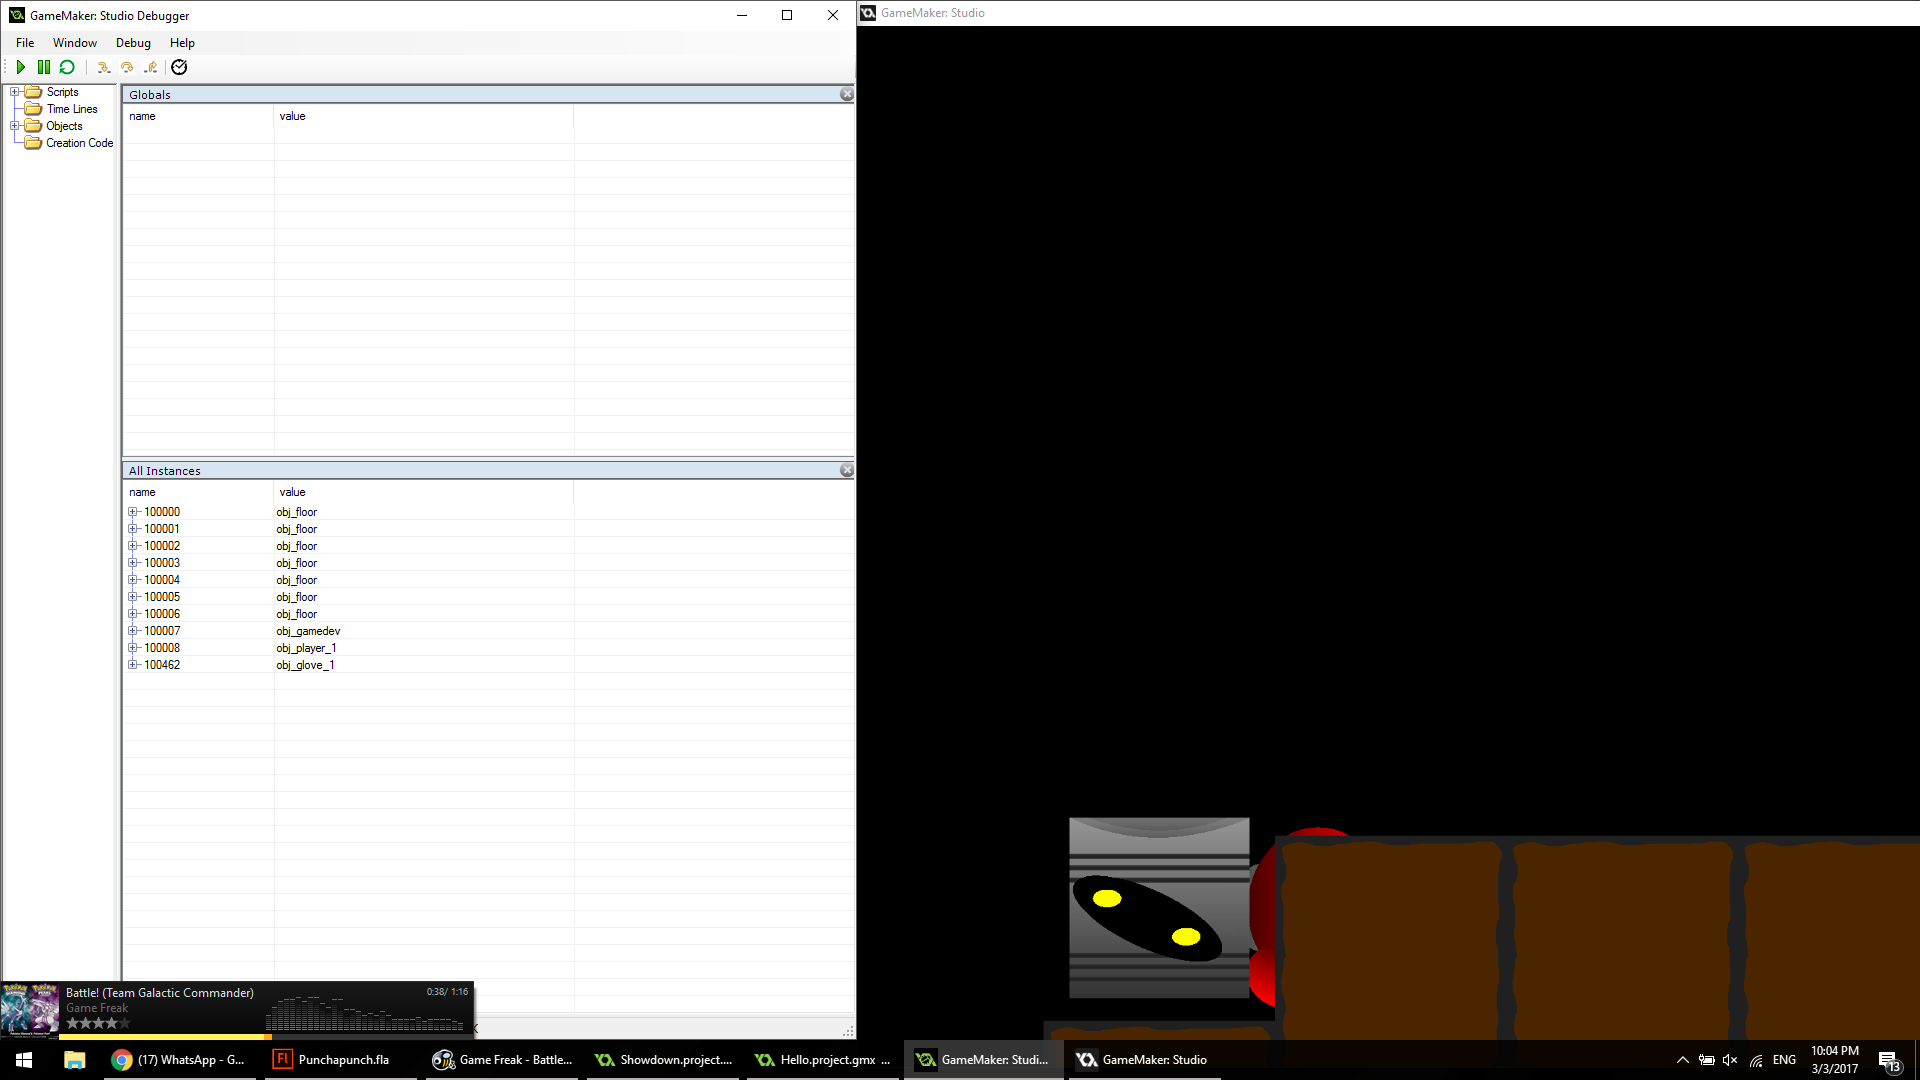 GameMaker: Studio Debugger
GameMaker: Studio
File Window Debug Help
Scripts
Time Lines
Objects
Creation Code
Globals
name value
All Instances
name value
100000 obj_floor
100001 obj_floor
100002 obj_floor
100003 obj_floor
100004 obj_floor
100005 obj_floor
100006 obj_floor
100007 obj_gamedev
100008 obj_player_1
100462 obj_glove_1
Battle! (Team Galactic Commander) 0:38/ 1:16
Game Freak
(17) WhatsApp - G... Punchapunch.fla Game Freak - Battle... Showdown.project.... Hello.project.gmx ... GameMaker: Studi... GameMaker: Studio ENG
10:04 PM
3/3/2017
13